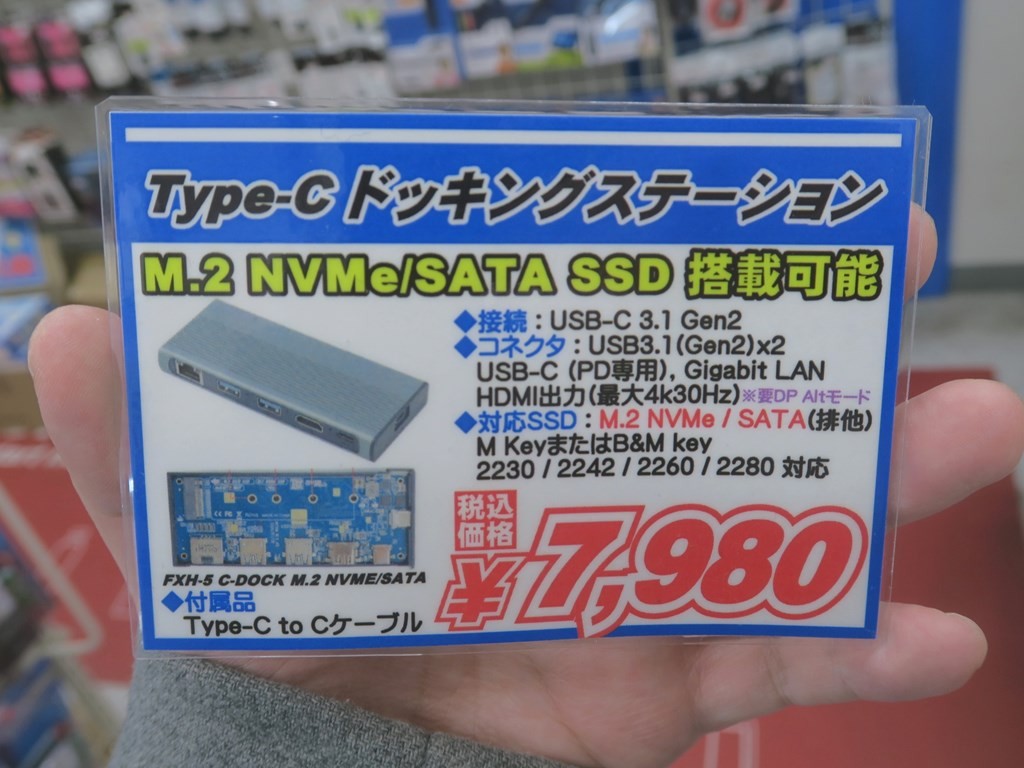 Type-C ドッキングステーション
M.2 NVMe/SATA SSD 搭載可能
◆接続：USB-C 3.1 Gen2
◆コネクタ：USB3.1(Gen2)x2
USB-C (PD専用), Gigabit LAN
HDMI出力(最大4k30Hz)※要DP Altモード
◆対応SSD：M.2 NVMe / SATA(排他)
M KeyまたはB&M key
2230 / 2242 / 2260 / 2280 対応
FXH-5 C-DOCK M.2 NVME/SATA
◆付属品
Type-C to Cケーブル
税込
価格
¥7,980